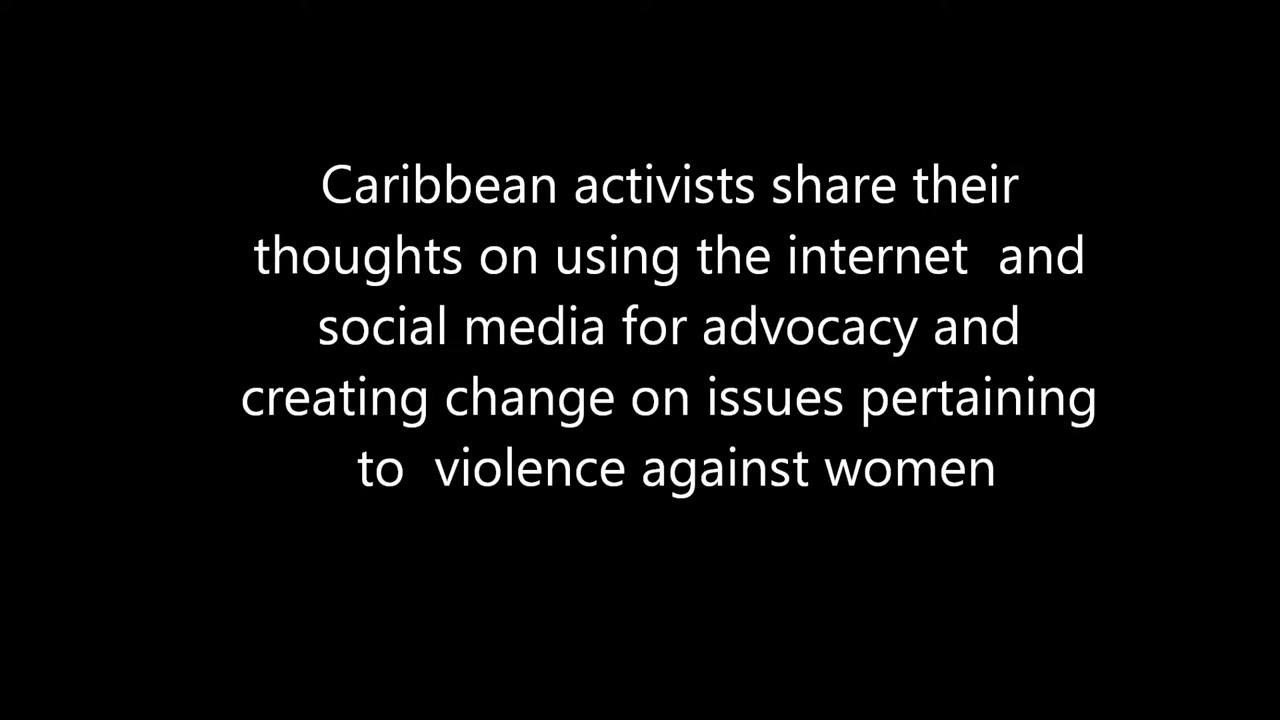 Caribbean activists share their
thoughts on using the internet  and
social media for advocacy and
creating change on issues pertaining
to  violence against women